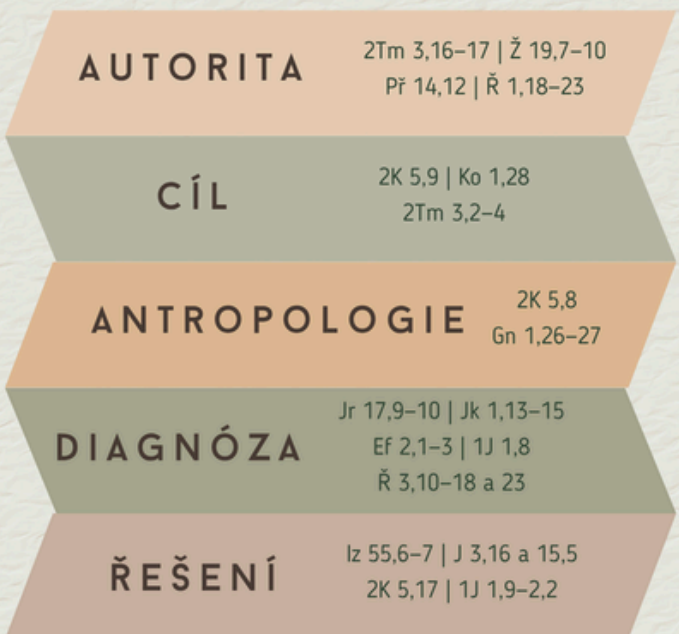 AUTORITA
2Tm 3,16–17 | Ž 19,7–10
Př 14,12 | Ř 1,18–23
CÍL
2K 5,9 | Ko 1,28
2Tm 3,2–4
ANTROPOLOGIE
2K 5,8
Gn 1,26–27
DIAGNÓZA
Jr 17,9–10 | Jk 1,13–15
Ef 2,1–3 | 1J 1,8
Ř 3,10–18 a 23
ŘEŠENÍ
Iz 55,6–7 | J 3,16 a 15,5
2K 5,17 | 1J 1,9–2,2